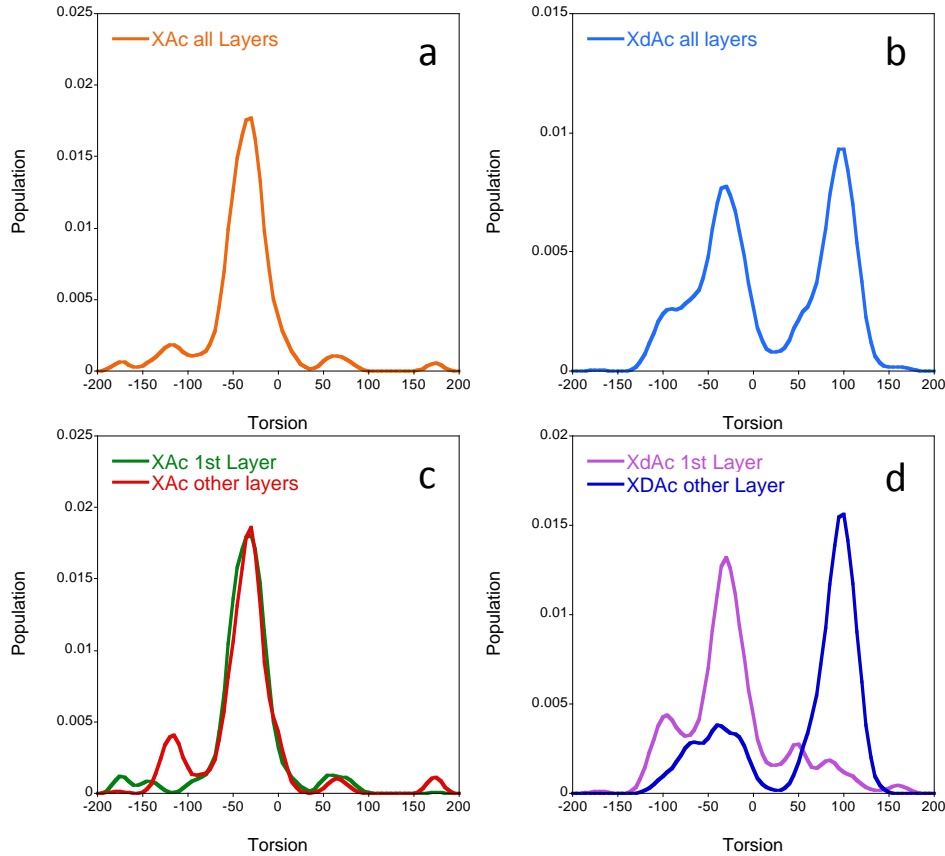 0.025
XAc all Layers
a
0.02
0.015
Population
0.01
0.005
0
-200 -150 -100 -50 0 50 100 150 200
Torsion
0.015
XdAc all layers
b
0.01
Population
0.005
0
-200 -150 -100 -50 0 50 100 150 200
Torsion
0.025
XAc 1st Layer
XAc other layers
c
0.02
0.015
Population
0.01
0.005
0
-200 -150 -100 -50 0 50 100 150 200
Torsion
0.02
XdAc 1st Layer
XDAc other Layer
d
0.015
Population
0.01
0.005
0
-200 -150 -100 -50 0 50 100 150 200
Torsion